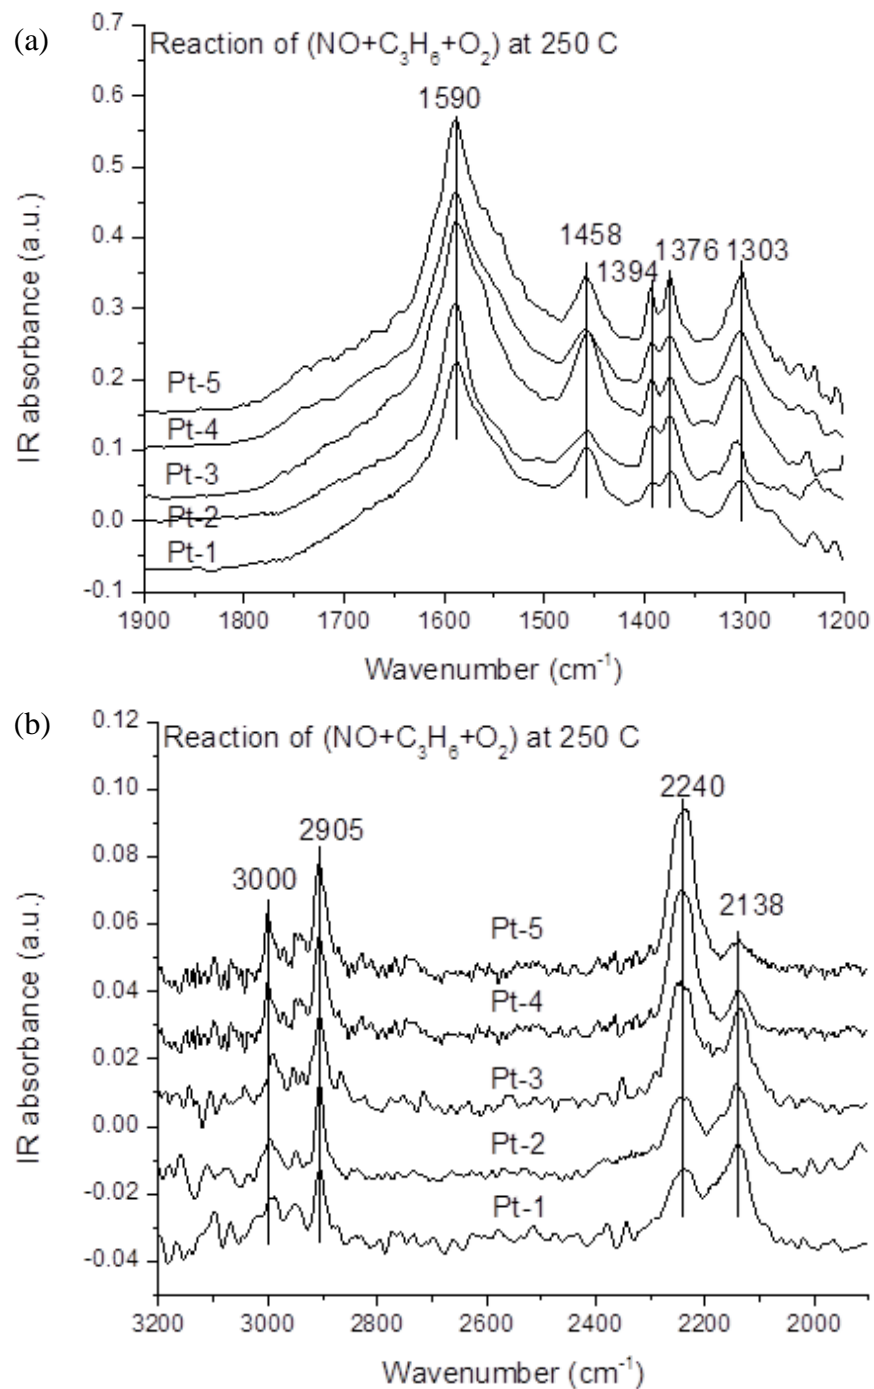 (a)
Reaction of (NO+C₃H₆+O₂) at 250 C
0.7
0.6
0.5
0.4
0.3
0.2
0.1
0.0
-0.1
IR absorbance (a.u.)
1590
1458
1394
1376
1303
Pt-5
Pt-4
Pt-3
Pt-2
Pt-1
1900 1800 1700 1600 1500 1400 1300 1200
Wavenumber (cm⁻¹)
(b)
Reaction of (NO+C₃H₆+O₂) at 250 C
0.12
0.10
0.08
0.06
0.04
0.02
0.00
-0.02
-0.04
IR absorbance (a.u.)
3000
2905
2240
2138
Pt-5
Pt-4
Pt-3
Pt-2
Pt-1
3200 3000 2800 2600 2400 2200 2000
Wavenumber (cm⁻¹)